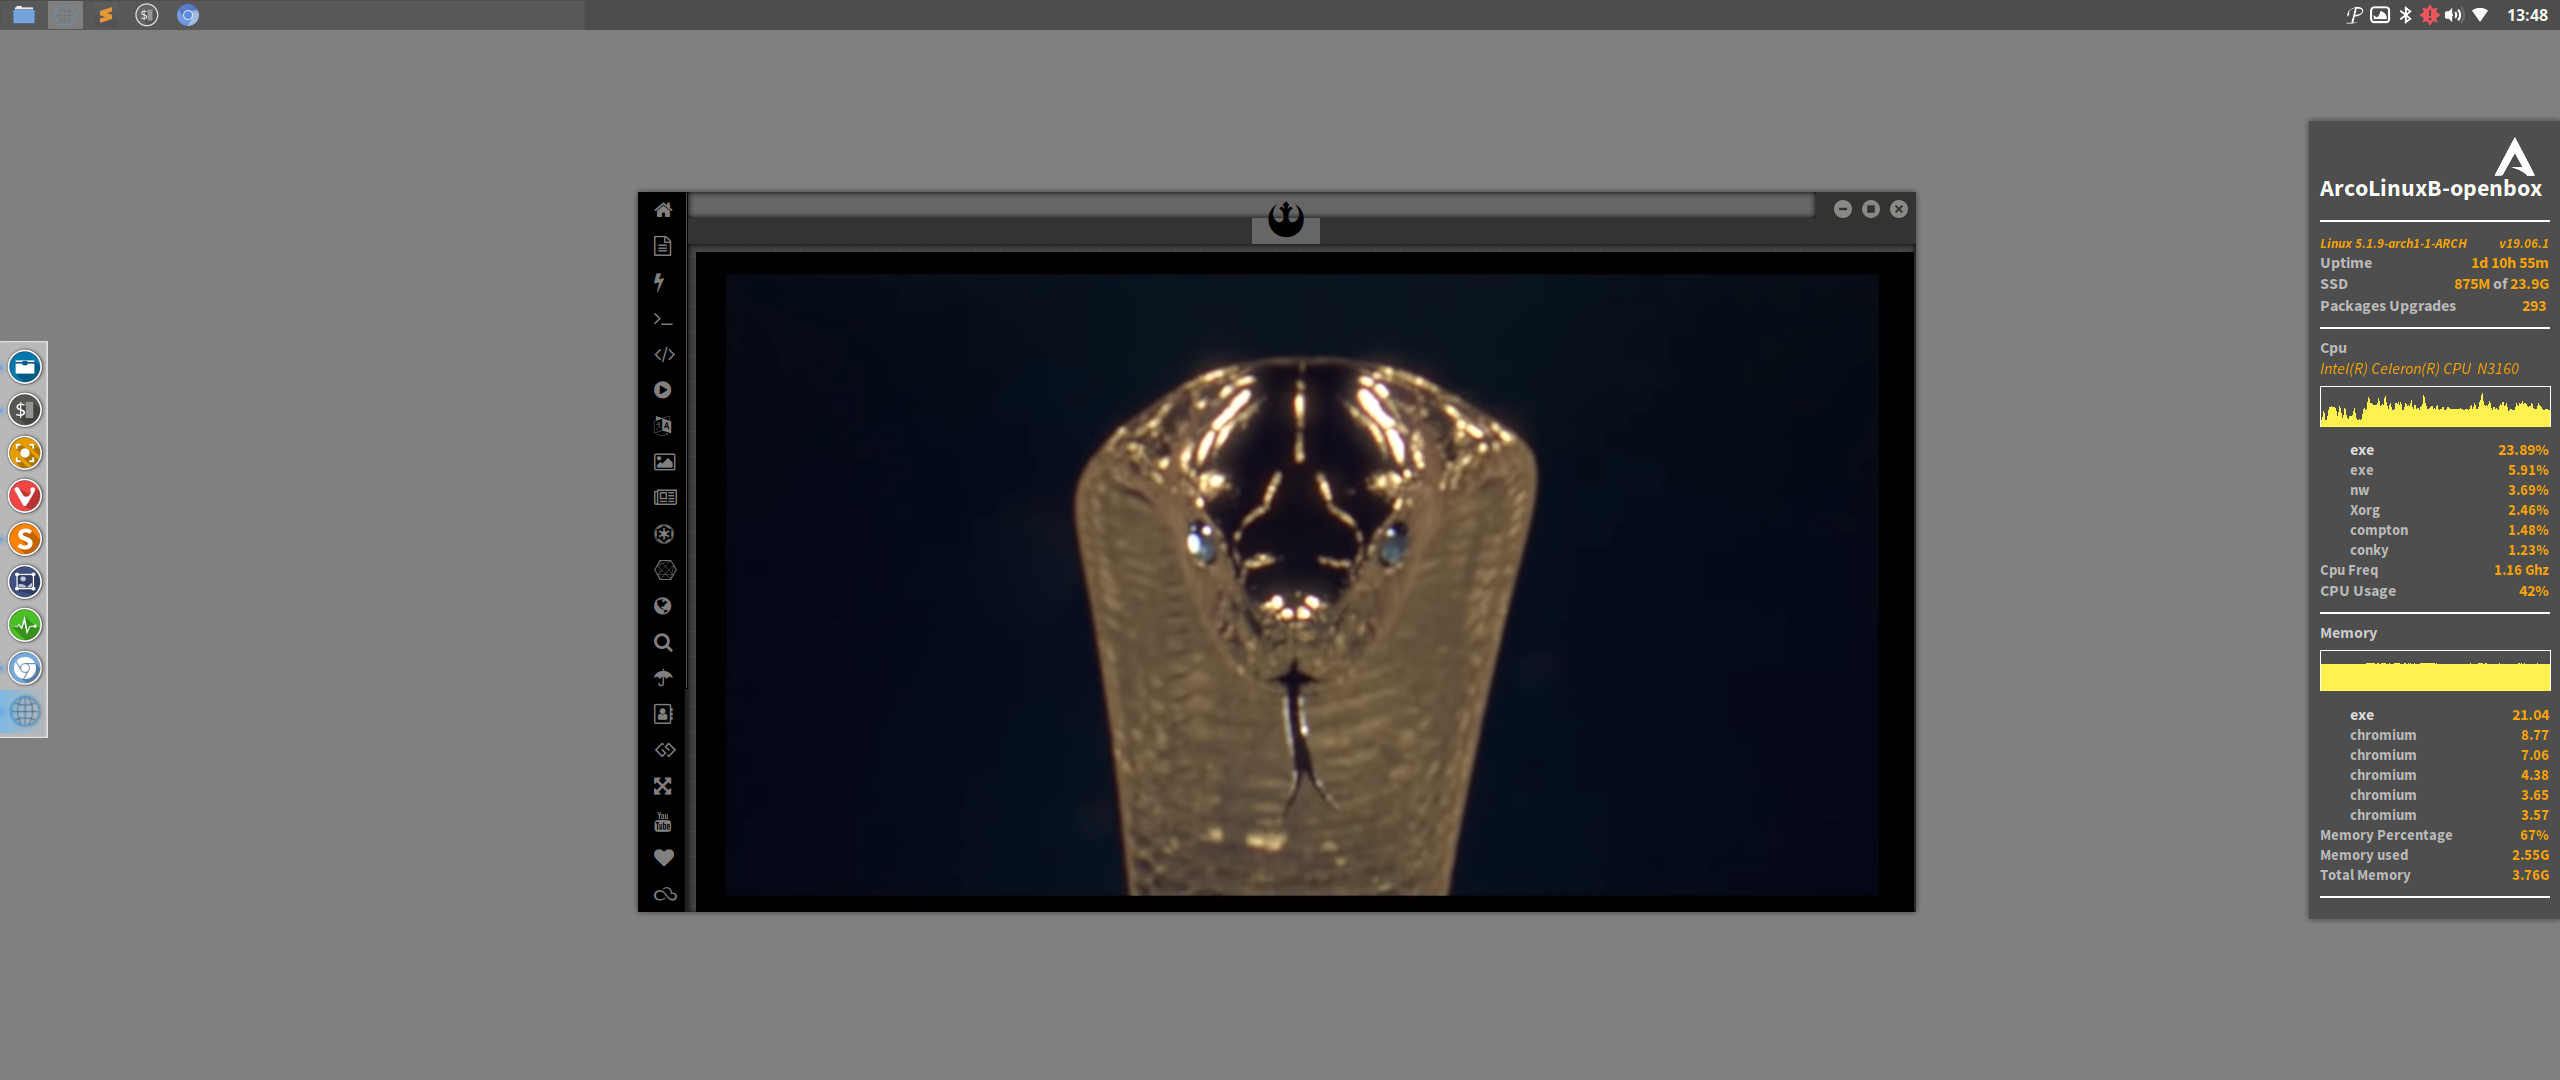 13:48
ArcoLinuxB-openbox
Linux 5.1.9-arch1-1-ARCH v19.06.1
Uptime 1d 10h 55m
SSD 875M of 23.9G
Packages Upgrades 293
Cpu
Intel(R) Celeron(R) CPU N3160
exe 23.89%
exe 5.91%
nw 3.69%
Xorg 2.46%
compton 1.48%
conky 1.23%
Cpu Freq 1.16 Ghz
CPU Usage 42%
Memory
exe 21.04
chromium 8.77
chromium 7.06
chromium 4.38
chromium 3.65
chromium 3.57
Memory Percentage 67%
Memory used 2.55G
Total Memory 3.76G
You
Tube